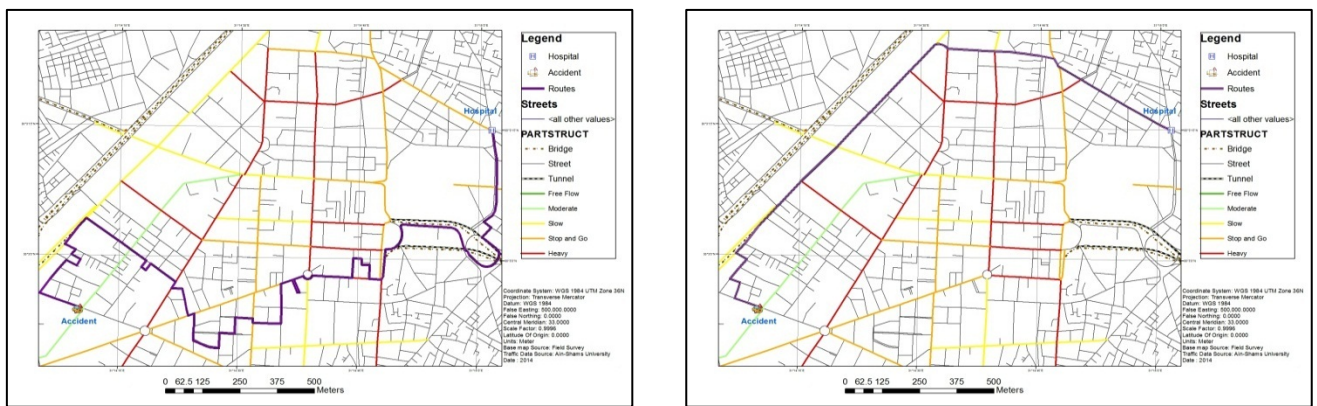 Legend
Hospital
Accident
Routes
Streets
<all other values>
PARTSTRUCT
Bridge
Street
Tunnel
Free Flow
Moderate
Slow
Stop and Go
Heavy
Hospital
Accident
Coordinate System: WGS 1984 UTM Zone 36N
Projection: Transverse Mercator
Datum: WGS 1984
False Easting: 500,000.0000
False Northing: 0.0000
Central Meridian: 33.0000
Scale Factor: 0.9996
Latitude Of Origin: 0.0000
Units: Meter
Base map Source: Field Survey
Traffic Data Source: Ain-Shams University
Date : 2014
0 62.5 125 250 375 500
Meters
Legend
Hospital
Accident
Routes
Streets
<all other values>
PARTSTRUCT
Bridge
Street
Tunnel
Free Flow
Moderate
Slow
Stop and Go
Heavy
Hospital
Accident
Coordinate System: WGS 1984 UTM Zone 36N
Projection: Transverse Mercator
Datum: WGS 1984
False Easting: 500,000.0000
False Northing: 0.0000
Central Meridian: 33.0000
Scale Factor: 0.9996
Latitude Of Origin: 0.0000
Units: Meter
Base map Source: Field Survey
Traffic Data Source: Ain-Shams University
Date : 2014
0 62.5 125 250 375 500
Meters